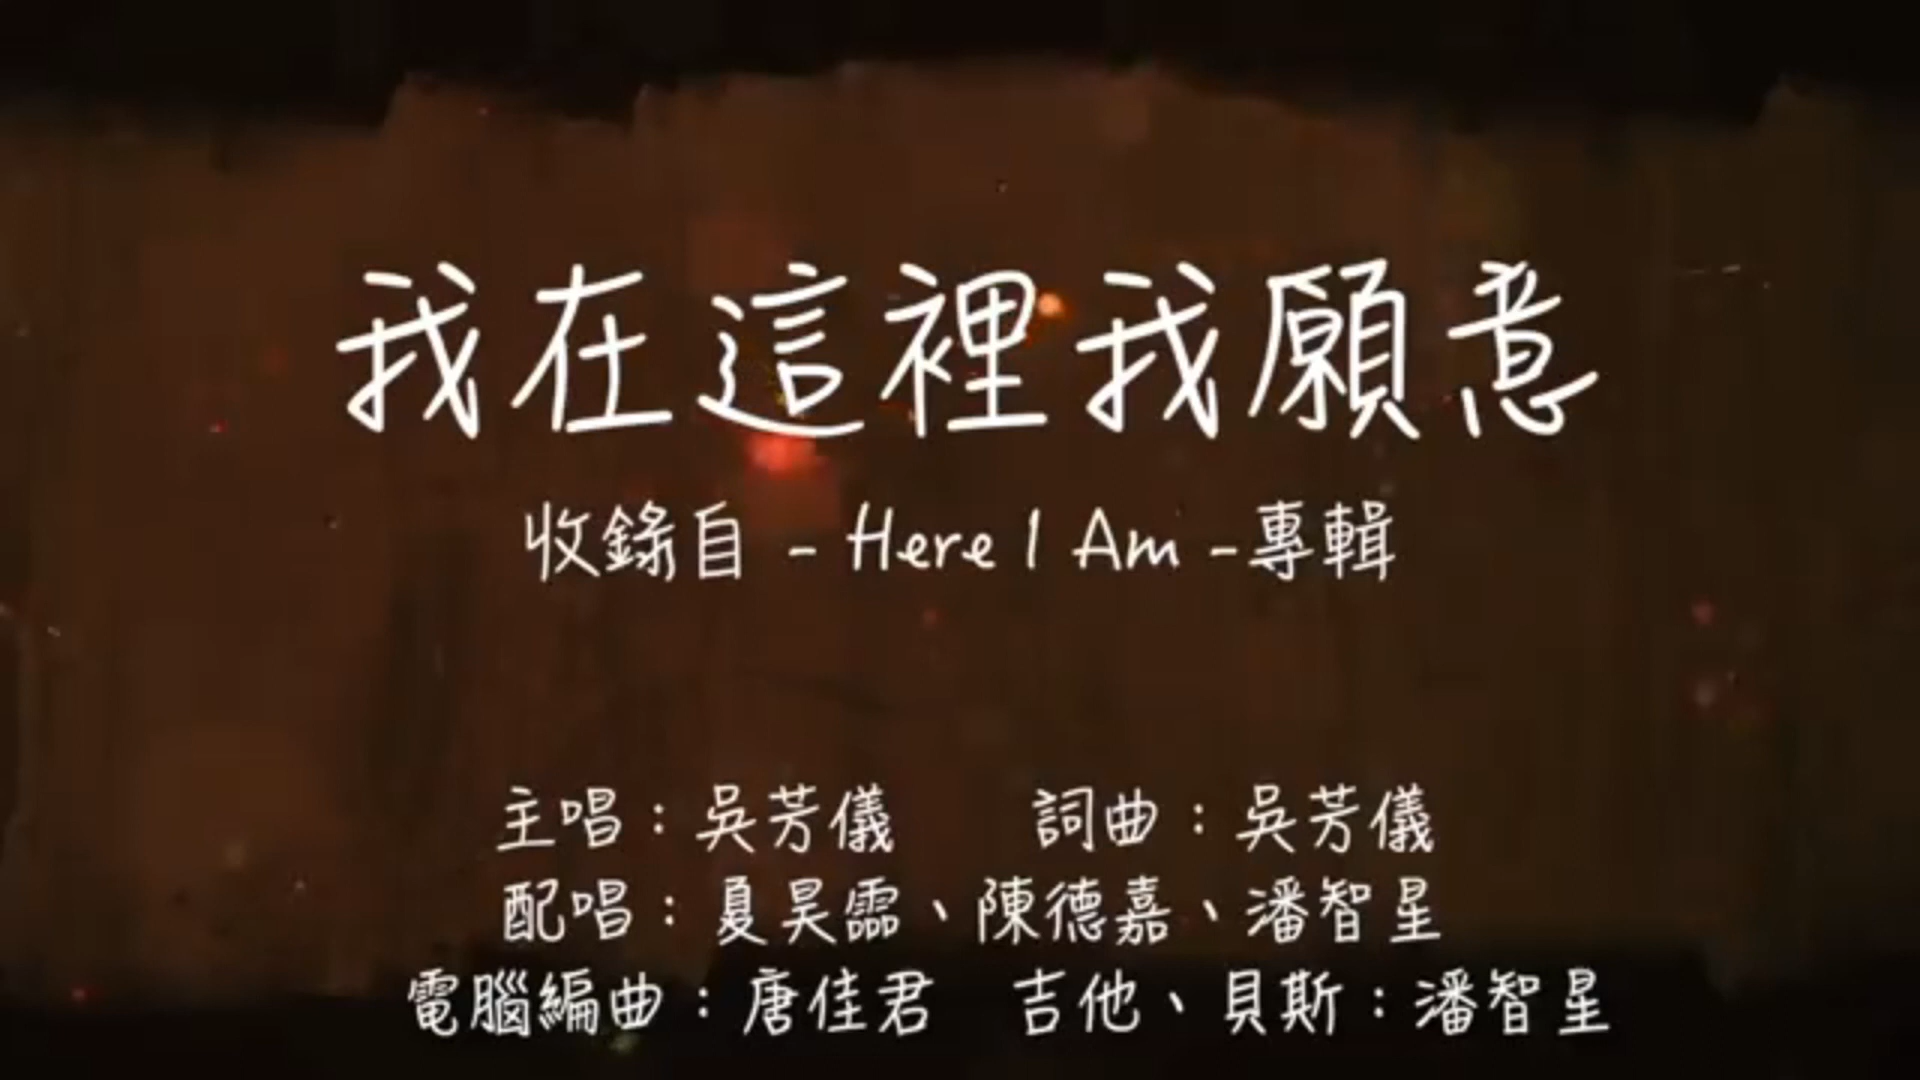 我在這裡我願意
收錄自 - Here I Am -專輯
主唱：吳芳儀　詞曲：吳芳儀
配唱：夏昊霝、陳德嘉、潘智星
電腦編曲：唐佳君　吉他、貝斯：潘智星